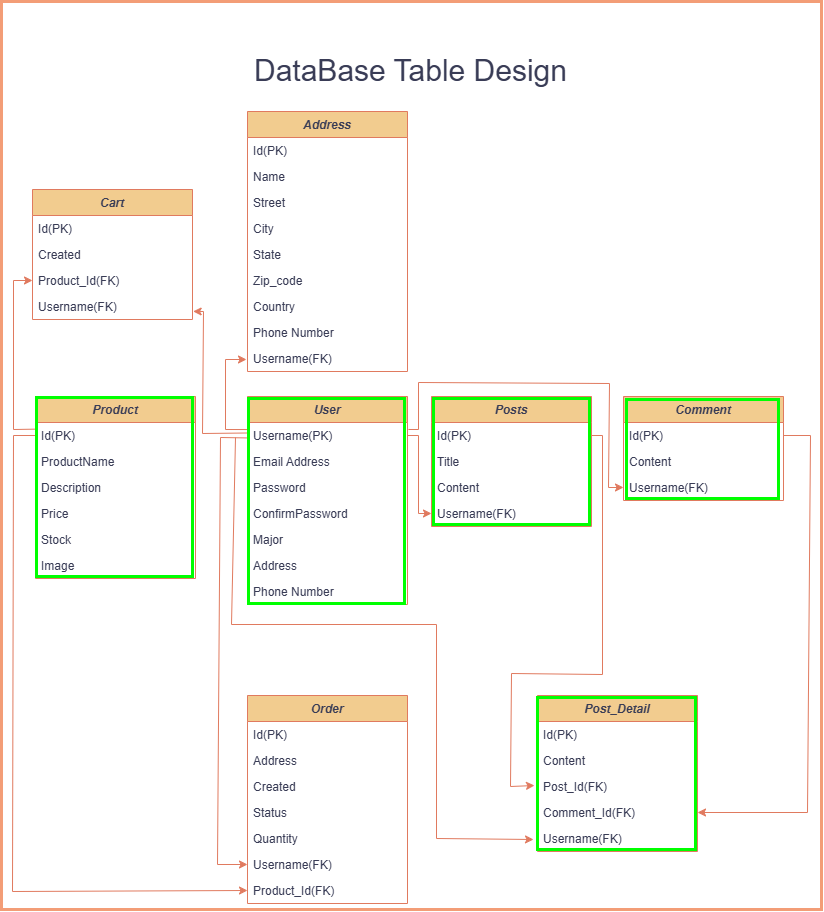 DataBase Table Design
Address
Id(PK)
Name
Street
City
State
Zip_code
Country
Phone Number
Username(FK)
Cart
Id(PK)
Created
Product_Id(FK)
Username(FK)
Product
Id(PK)
ProductName
Description
Price
Stock
Image
User
Username(PK)
Email Address
Password
ConfirmPassword
Major
Address
Phone Number
Posts
Id(PK)
Title
Content
Username(FK)
Comment
Id(PK)
Content
Username(FK)
Order
Id(PK)
Address
Created
Status
Quantity
Username(FK)
Product_Id(FK)
Post_Detail
Id(PK)
Content
Post_Id(FK)
Comment_Id(FK)
Username(FK)